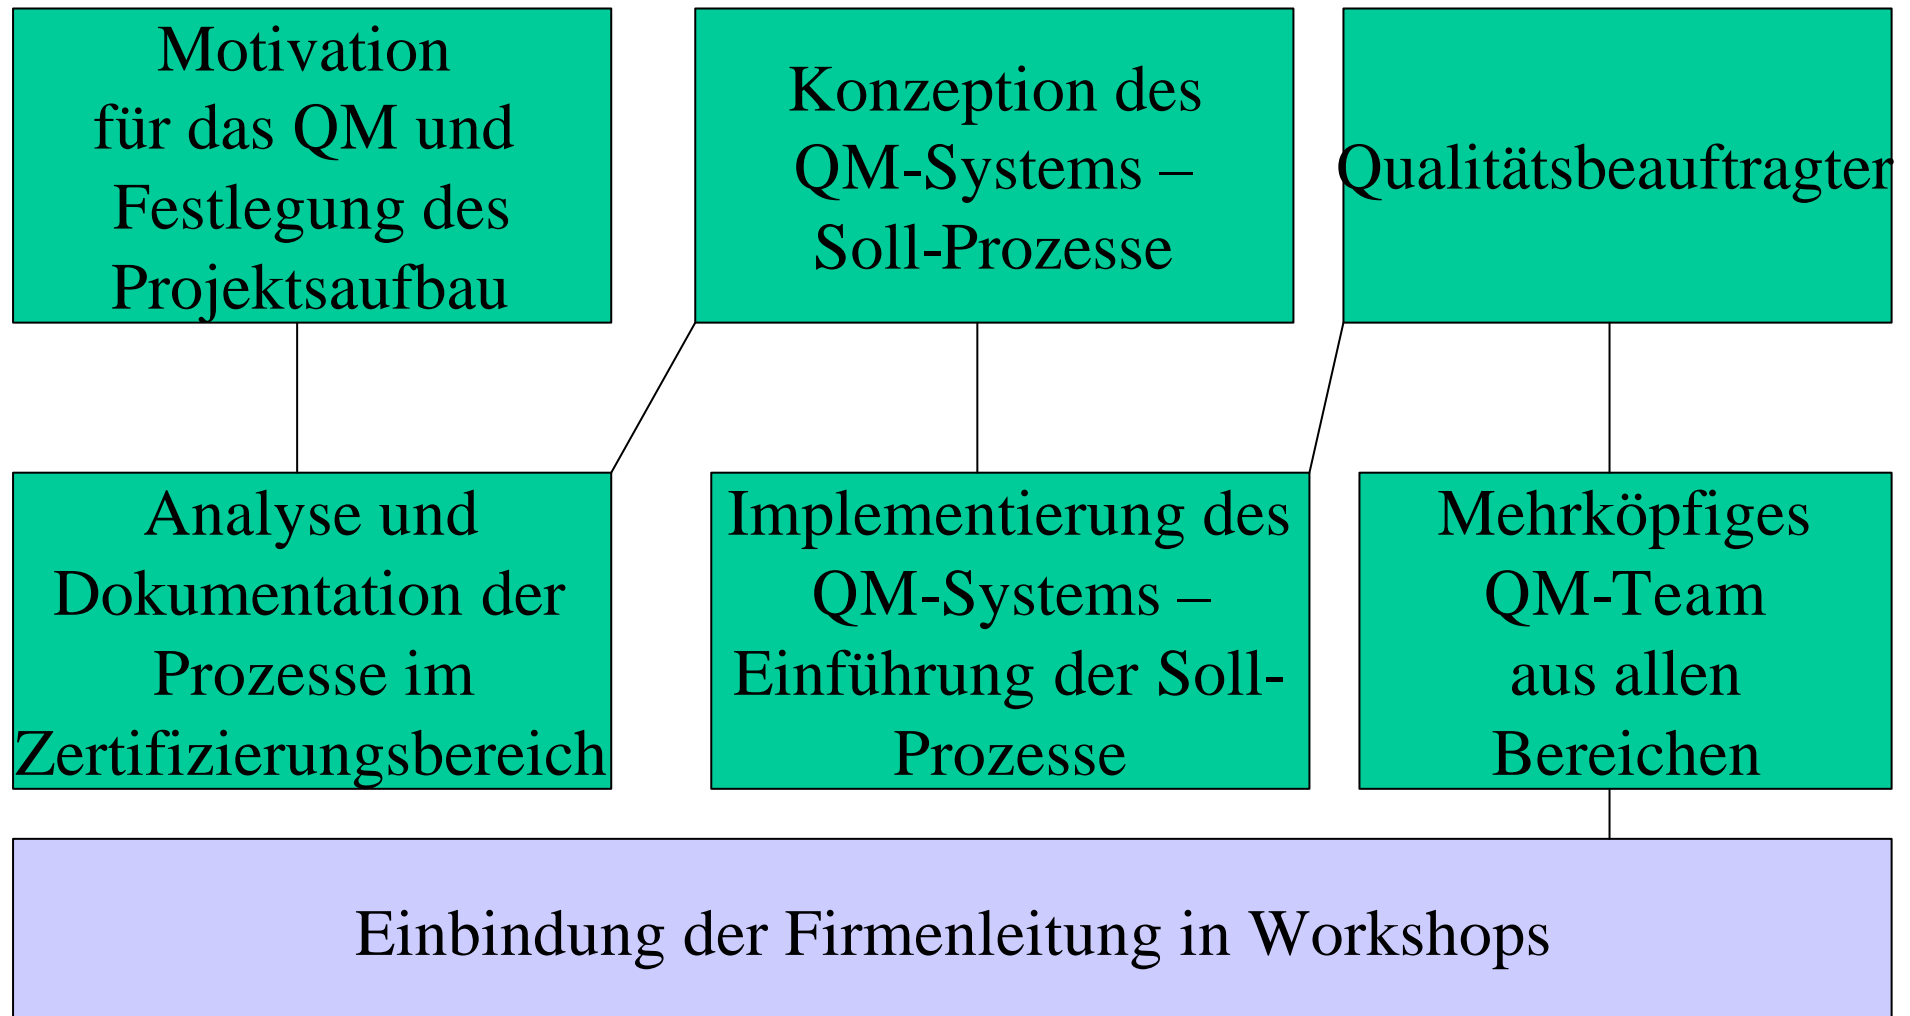 Motivation
für das QM und
Festlegung des
Projektsaufbau
Konzeption des
QM-Systems –
Soll-Prozesse
Qualitätsbeauftragter
Analyse und
Dokumentation der
Prozesse im
Zertifizierungsbereich
Implementierung des
QM-Systems –
Einführung der Soll-
Prozesse
Mehrköpfiges
QM-Team
aus allen
Bereichen
Einbindung der Firmenleitung in Workshops